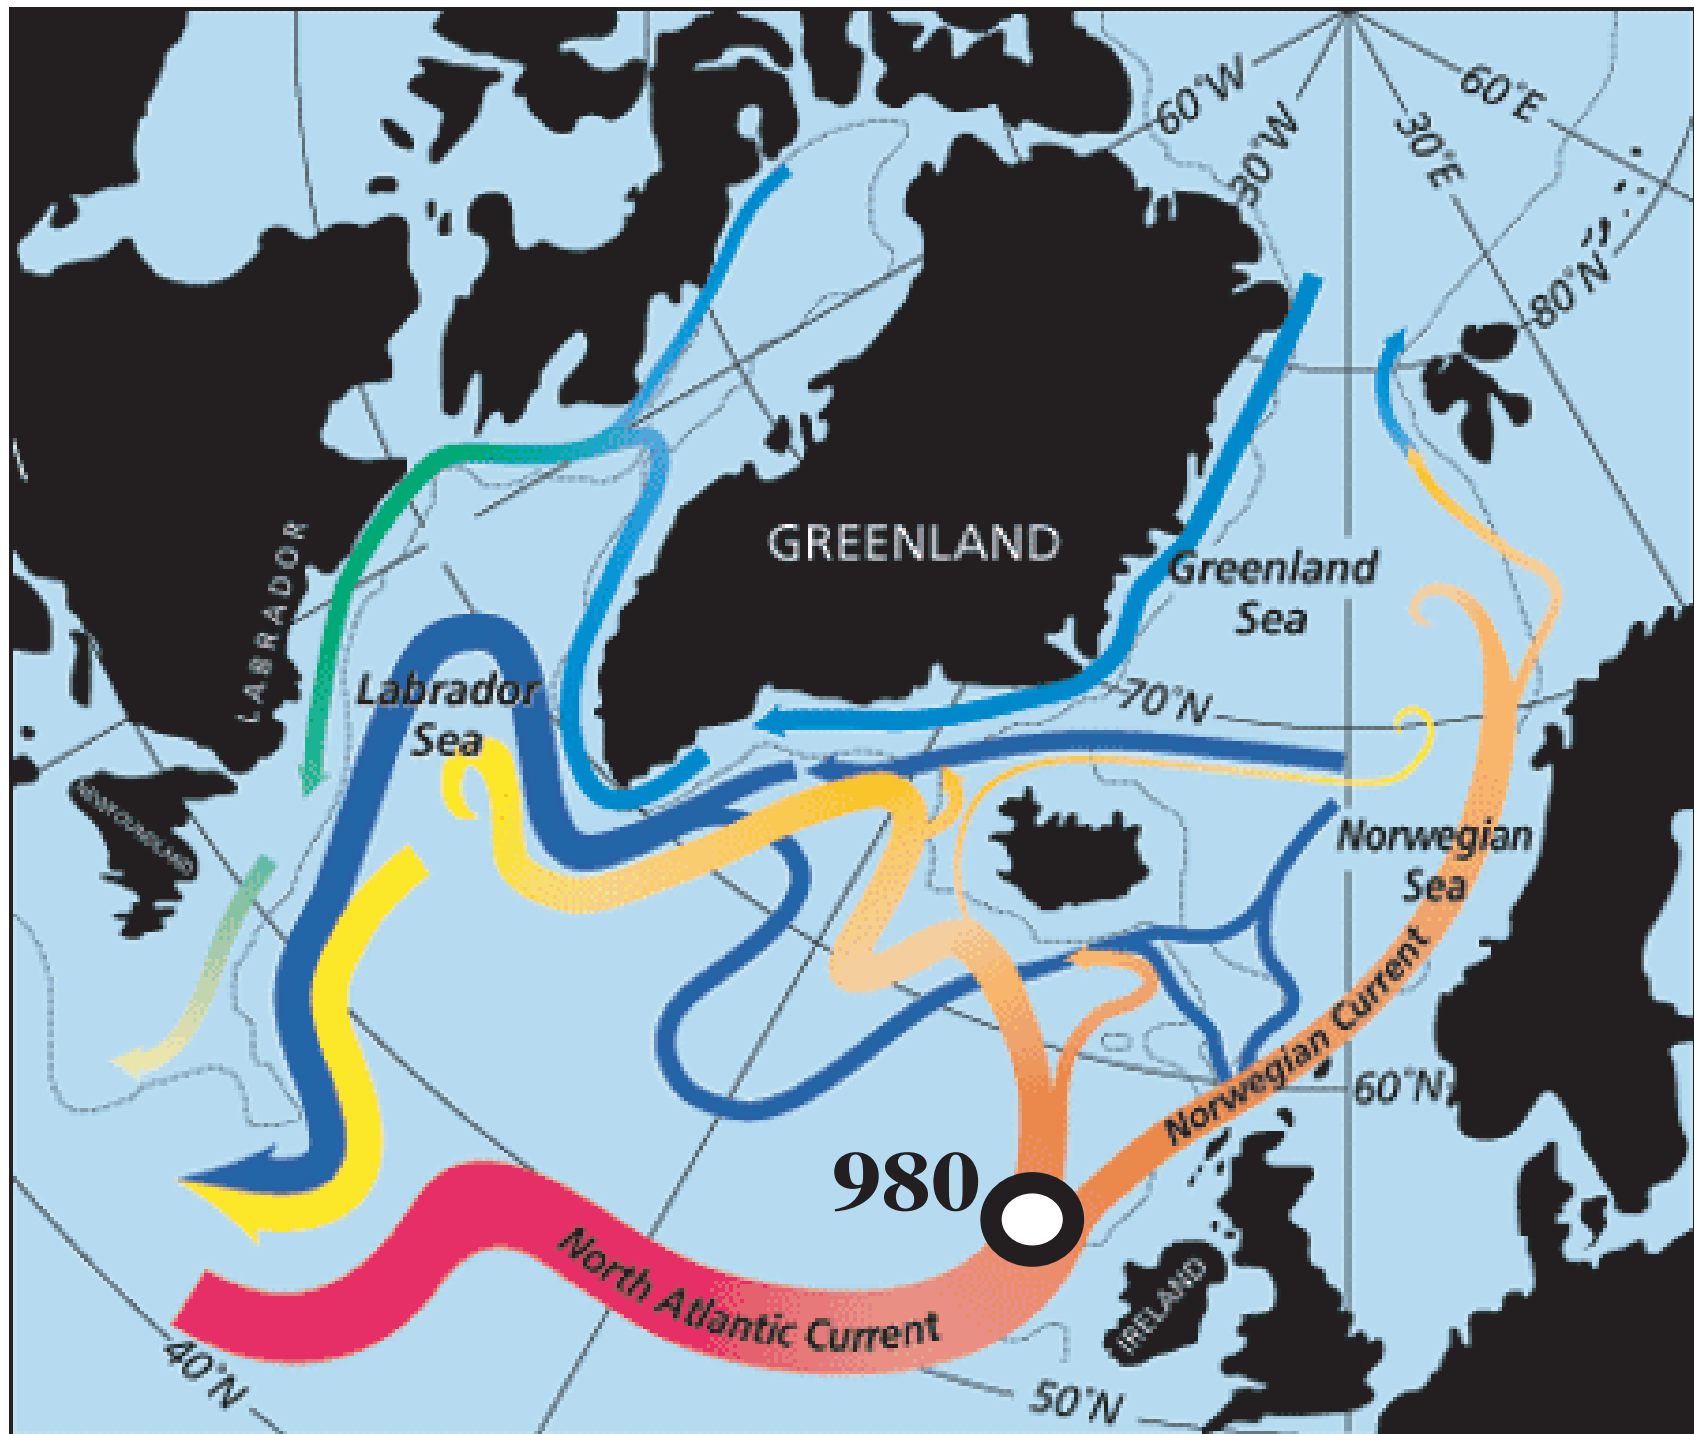 60°W
60°E
30°W
30°E
80°N
GREENLAND
Greenland
Sea
LABRADOR
Labrador
Sea
70°N
NEWFOUNDLAND
Norwegian
Sea
Norwegian Current
60°N
980
North Atlantic Current
IRELAND
40°N
50°N